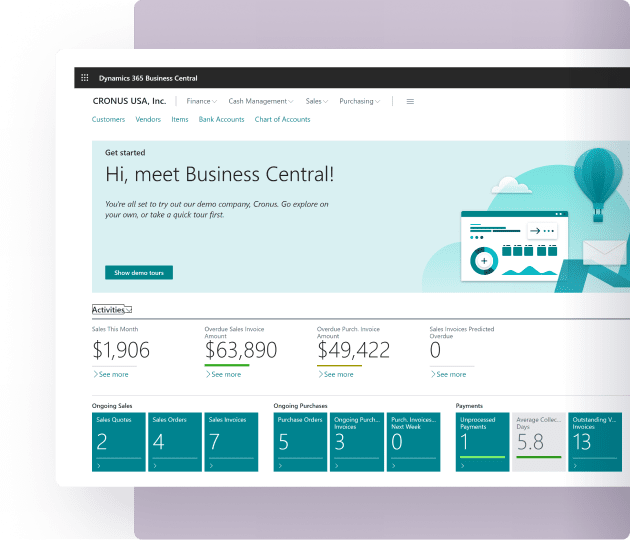 Dynamics 365 Business Central
CRONUS USA, Inc. Finance Cash Management Sales Purchasing
Customers Vendors Items Bank Accounts Chart of Accounts
Get started
Hi, meet Business Central!
You're all set to try out our demo company, Cronus. Go explore on
your own, or take a quick tour first.
Show demo tours
Activities
Sales This Month
$1,906
See more
Overdue Sales Invoice
Amount
$63,890
See more
Overdue Purch. Invoice
Amount
$49,422
See more
Sales Invoices Predicted
Overdue
0
See more
Ongoing Sales
Sales Quotes
2
Sales Orders
4
Sales Invoices
7
Ongoing Purchases
Purchase Orders
5
Ongoing Purch...
Invoices
3
Purch. Invoices...
Next Week
0
Payments
Unprocessed
Payments
1
Average Collec...
Days
5.8
Outstanding V...
Invoices
13